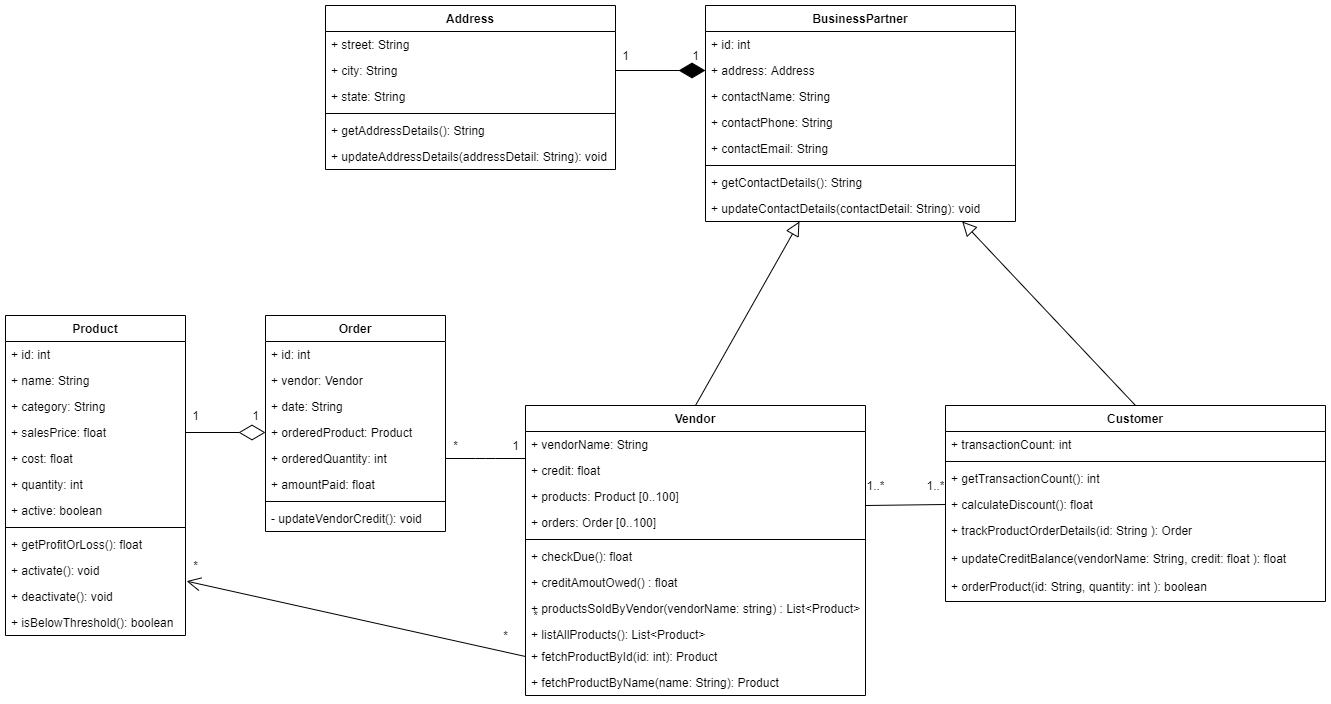 Address
+ street: String
+ city: String
+ state: String
+ getAddressDetails(): String
+ updateAddressDetails(addressDetail: String): void
1
1
BusinessPartner
+ id: int
+ address: Address
+ contactName: String
+ contactPhone: String
+ contactEmail: String
+ getContactDetails(): String
+ updateContactDetails(contactDetail: String): void
Product
+ id: int
+ name: String
+ category: String
+ salesPrice: float
+ cost: float
+ quantity: int
+ active: boolean
+ getProfitOrLoss(): float
+ activate(): void
+ deactivate(): void
+ isBelowThreshold(): boolean
1
1
*
Order
+ id: int
+ vendor: Vendor
+ date: String
+ orderedProduct: Product
+ orderedQuantity: int
+ amountPaid: float
- updateVendorCredit(): void
*
1
*
Vendor
+ vendorName: String
+ credit: float
+ products: Product [0..100]
+ orders: Order [0..100]
+ checkDue(): float
+ creditAmoutOwed() : float
+ productsSoldByVendor(vendorName: string) : List<Product>
*
+ listAllProducts(): List<Product>
+ fetchProductById(id: int): Product
+ fetchProductByName(name: String): Product
1..*
1..*
Customer
+ transactionCount: int
+ getTransactionCount(): int
+ calculateDiscount(): float
+ trackProductOrderDetails(id: String ): Order
+ updateCreditBalance(vendorName: String, credit: float ): float
+ orderProduct(id: String, quantity: int ): boolean